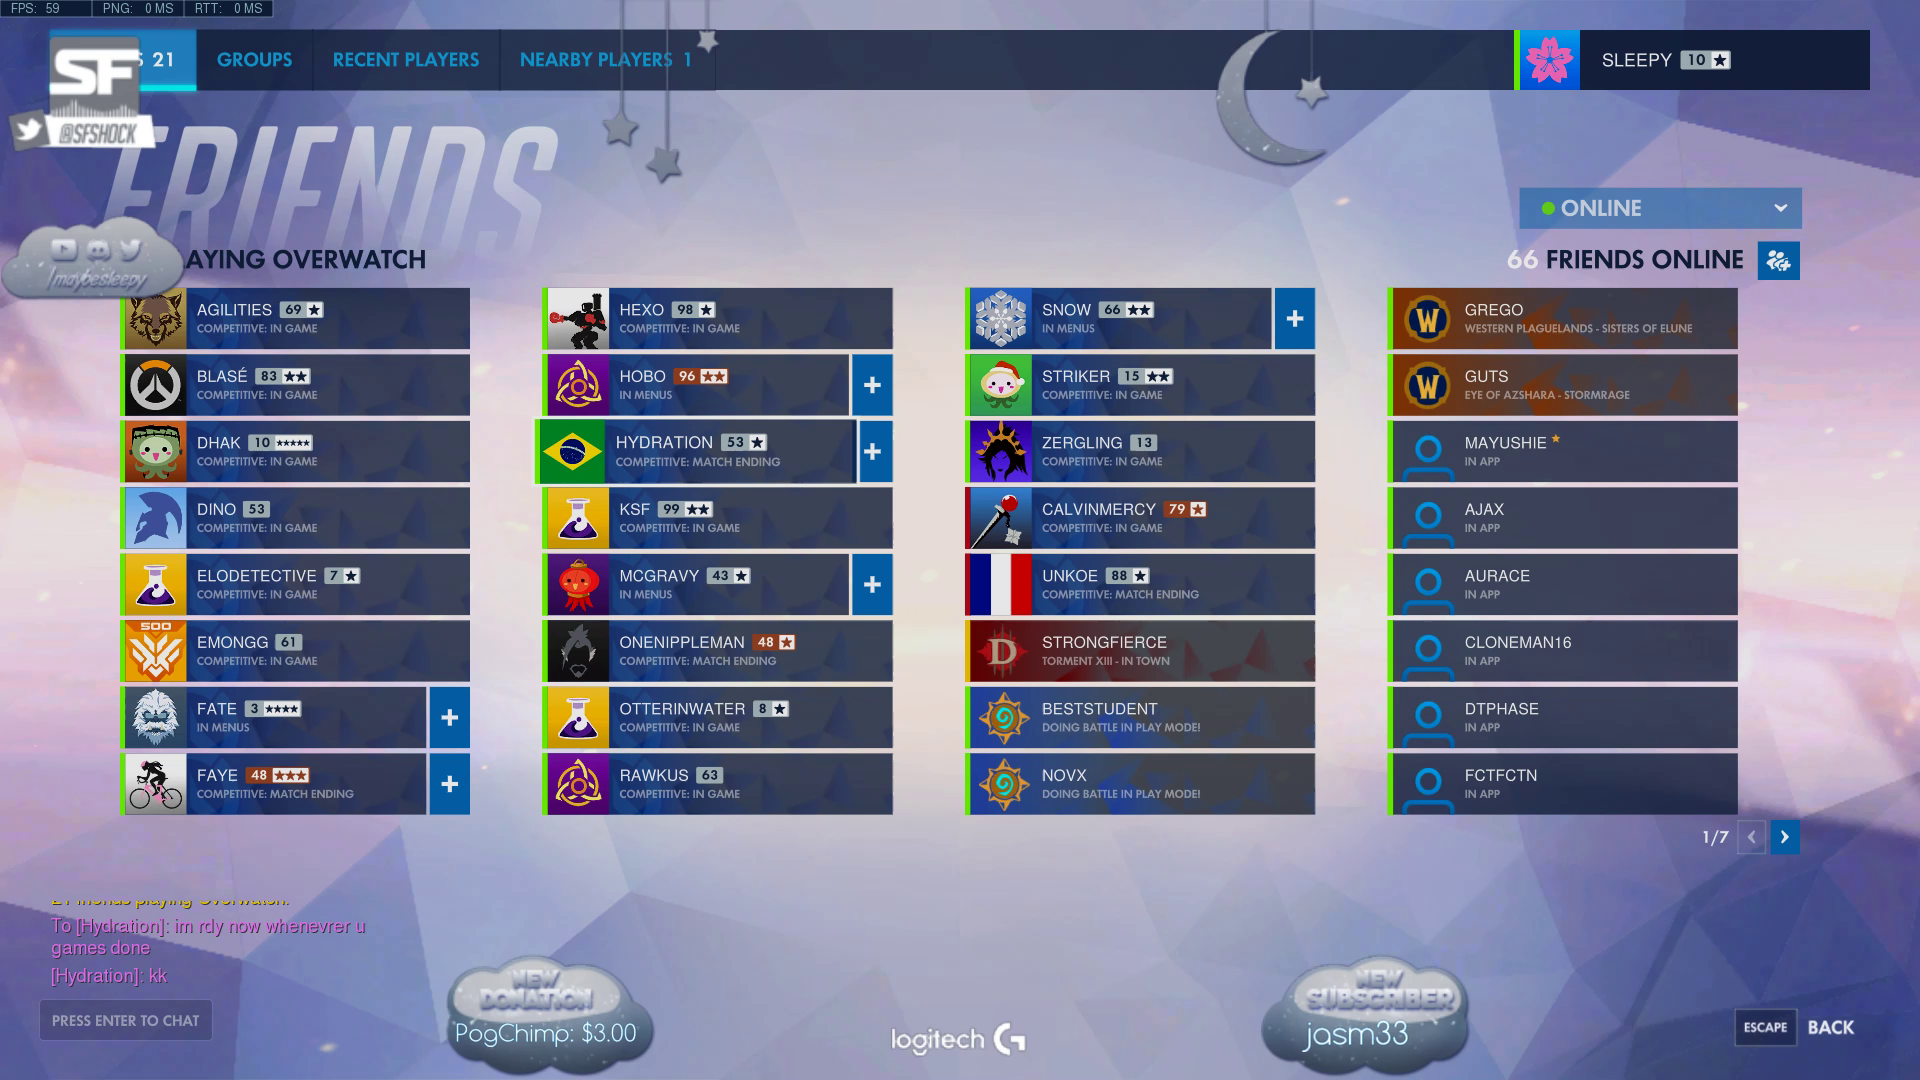 FPS: 59 PNG: 0 MS RTT: 0 MS
SF
21
GROUPS
RECENT PLAYERS
NEARBY PLAYERS 1
SLEEPY 10
@SFSHOCK
FRIENDS
ONLINE
/maybesleepy
AYING OVERWATCH
66 FRIENDS ONLINE
AGILITIES 69
COMPETITIVE: IN GAME
BLASÉ 83
COMPETITIVE: IN GAME
DHAK 10
COMPETITIVE: IN GAME
DINO 53
COMPETITIVE: IN GAME
ELODETECTIVE 7
COMPETITIVE: IN GAME
500
EMONGG 61
COMPETITIVE: IN GAME
FATE 3
IN MENUS
+
FAYE 48
COMPETITIVE: MATCH ENDING
+
HEXO 98
COMPETITIVE: IN GAME
HOBO 96
IN MENUS
+
HYDRATION 53
COMPETITIVE: MATCH ENDING
+
KSF 99
COMPETITIVE: IN GAME
MCGRAVY 43
IN MENUS
+
ONENIPPLEMAN 48
COMPETITIVE: MATCH ENDING
OTTERINWATER 8
COMPETITIVE: IN GAME
RAWKUS 63
COMPETITIVE: IN GAME
SNOW 66
IN MENUS
+
STRIKER 15
COMPETITIVE: IN GAME
ZERGLING 13
COMPETITIVE: IN GAME
CALVINMERCY 79
COMPETITIVE: IN GAME
UNKOE 88
COMPETITIVE: MATCH ENDING
D
STRONGFIERCE
TORMENT XIII - IN TOWN
BESTSTUDENT
DOING BATTLE IN PLAY MODE!
NOVX
DOING BATTLE IN PLAY MODE!
W
GREGO
WESTERN PLAGUELANDS - SISTERS OF ELUNE
W
GUTS
EYE OF AZSHARA - STORMRAGE
MAYUSHIE
IN APP
AJAX
IN APP
AURACE
IN APP
CLONEMAN16
IN APP
DTPHASE
IN APP
FCTFCTN
IN APP
1/7 < >
21 friends playing Overwatch.
To [Hydration]: im rdy now whenevrer u
games done
[Hydration]: kk
PRESS ENTER TO CHAT
NEW
DONATION
PogChimp: $3.00
logitech G
NEW
SUBSCRIBER
jasm33
ESCAPE BACK